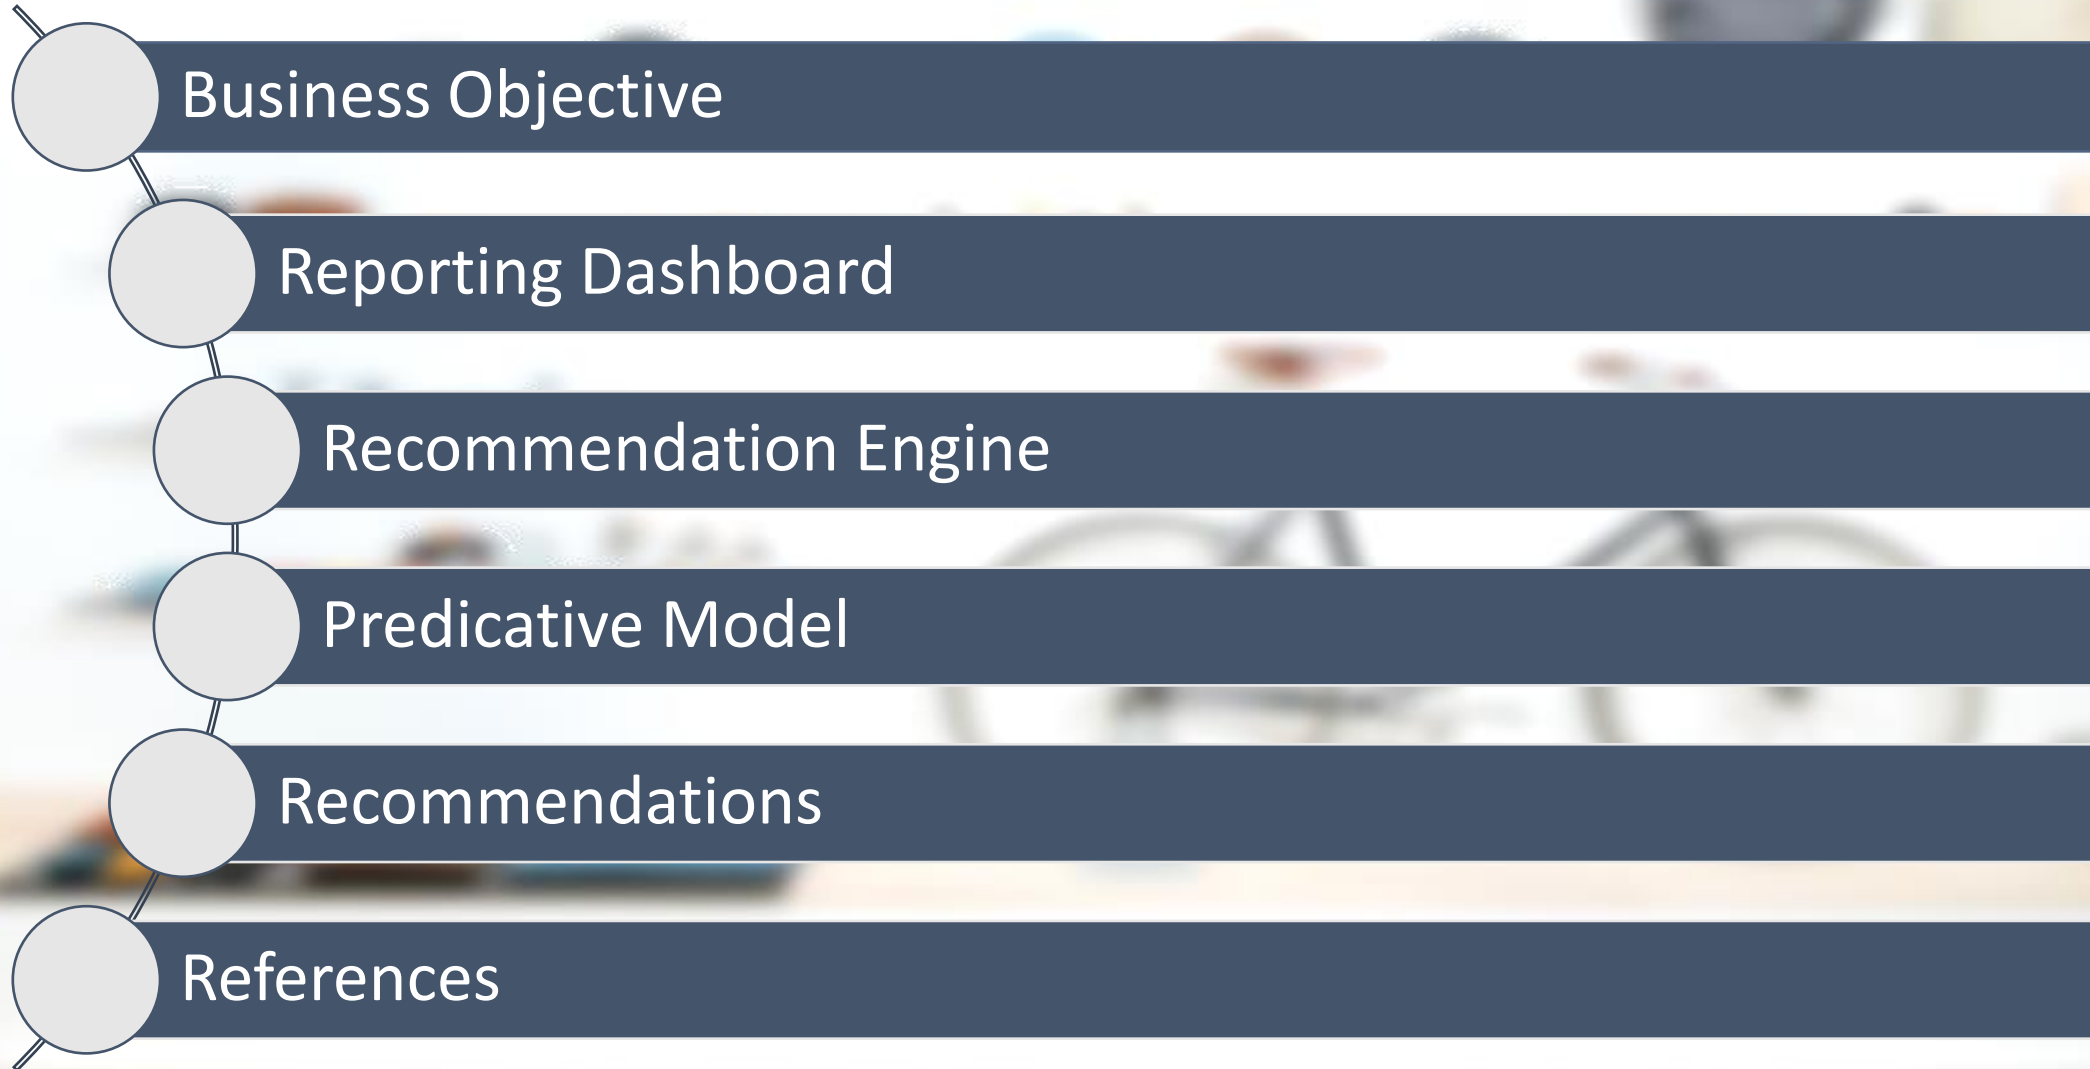 Business Objective
Reporting Dashboard
Recommendation Engine
Predicative Model
Recommendations
References